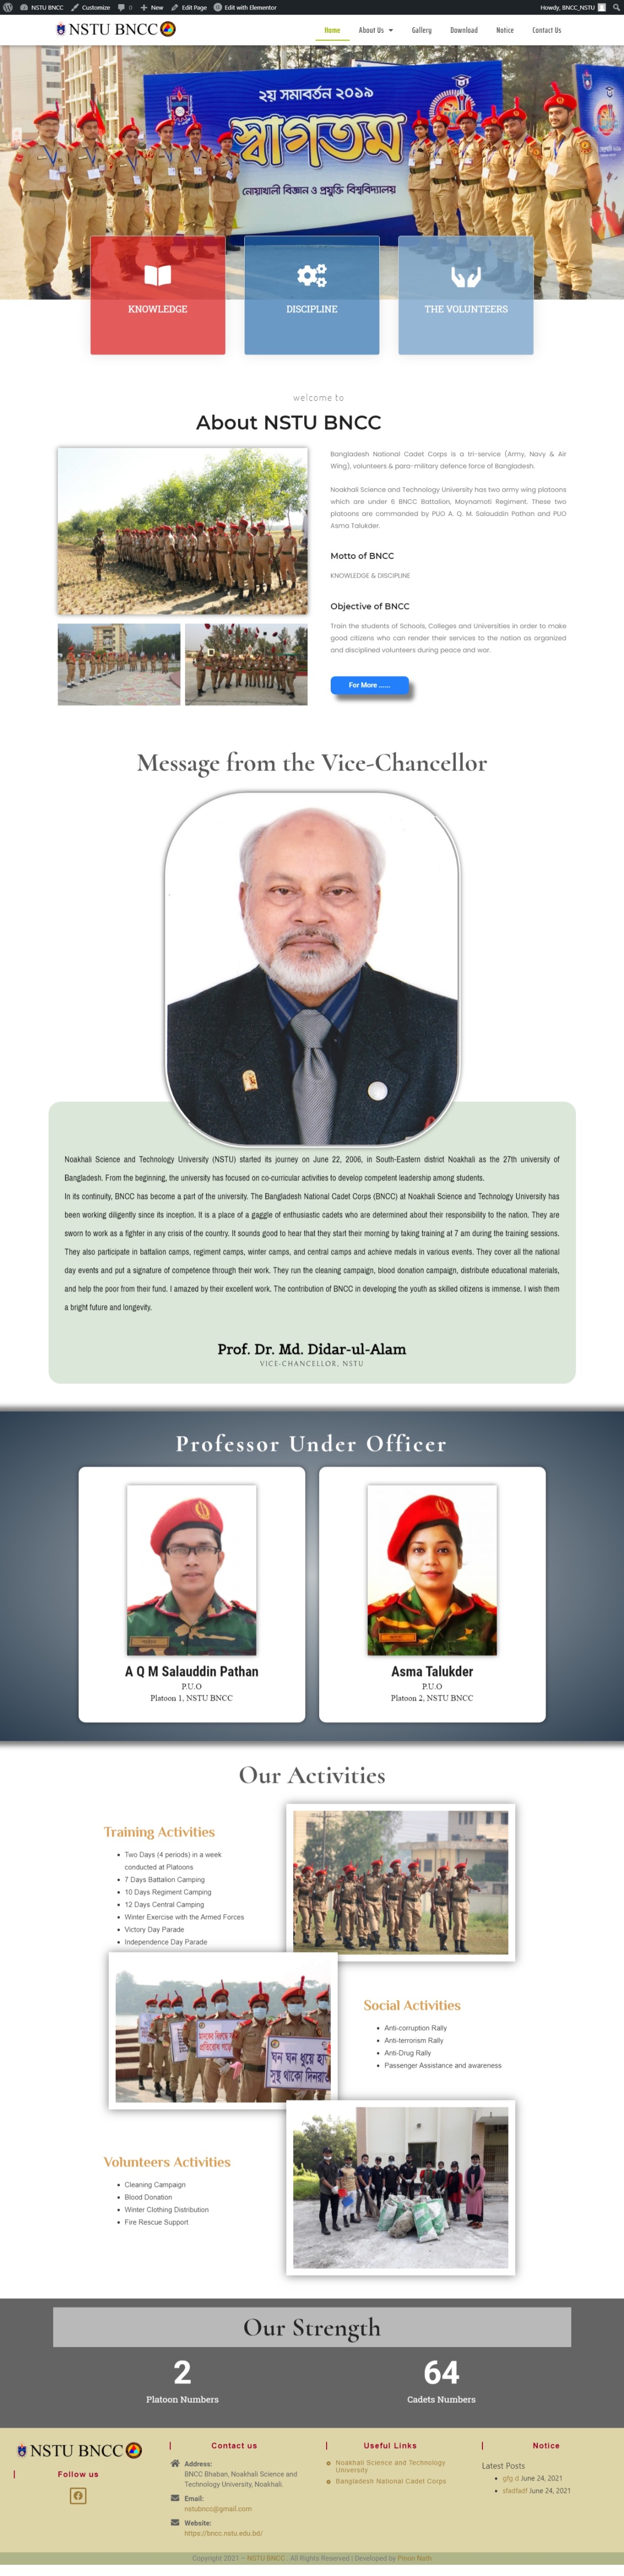 NSTU BNCC Customize 0 New Edit Page Edit with Elementor Howdy, BNCC_NSTU
NSTU BNCC
Home About Us Gallery Download Notice Contact Us
২য় সমাবর্তন ২০১৯
স্বাগতম
নোয়াখালী বিজ্ঞান ও প্রযুক্তি বিশ্ববিদ্যালয়
KNOWLEDGE
DISCIPLINE
THE VOLUNTEERS
welcome to
About NSTU BNCC
Bangladesh National Cadet Corps is a tri-service (Army, Navy & Air
Wing), volunteers & para-military defence force of Bangladesh.
Noakhali Science and Technology University has two army wing platoons
which are under 6 BNCC Battalion, Moynamoti Regiment. These two
platoons are commanded by PUO A. Q. M. Salauddin Pathan and PUO
Asma Talukder.
Motto of BNCC
KNOWLEDGE & DISCIPLINE
Objective of BNCC
Train the students of Schools, Colleges and Universities in order to make
good citizens who can render their services to the nation as organized
and disciplined volunteers during peace and war.
For More ......
Message from the Vice-Chancellor
Noakhali Science and Technology University (NSTU) started its journey on June 22, 2006, in South-Eastern district Noakhali as the 27th university of
Bangladesh. From the beginning, the university has focused on co-curricular activities to develop competent leadership among students.
In its continuity, BNCC has become a part of the university. The Bangladesh National Cadet Corps (BNCC) at Noakhali Science and Technology University has
been working diligently since its inception. It is a place of a gaggle of enthusiastic cadets who are determined about their responsibility to the nation. They are
sworn to work as a fighter in any crisis of the country. It sounds good to hear that they start their morning by taking training at 7 am during the training sessions.
They also participate in battalion camps, regiment camps, winter camps, and central camps and achieve medals in various events. They cover all the national
day events and put a signature of competence through their work. They run the cleaning campaign, blood donation campaign, distribute educational materials,
and help the poor from their fund. I amazed by their excellent work. The contribution of BNCC in developing the youth as skilled citizens is immense. I wish them
a bright future and longevity.
Prof. Dr. Md. Didar-ul-Alam
VICE-CHANCELLOR, NSTU
Professor Under Officer
A Q M Salauddin Pathan
P.U.O
Platoon 1, NSTU BNCC
Asma Talukder
P.U.O
Platoon 2, NSTU BNCC
Our Activities
Training Activities
Two Days (4 periods) in a week
conducted at Platoons
7 Days Battalion Camping
10 Days Regiment Camping
12 Days Central Camping
Winter Exercise with the Armed Forces
Victory Day Parade
Independence Day Parade
ঘন ঘন ধুয়ে হাত
সুস্থ থাকো দিনরাত
Social Activities
Anti-corruption Rally
Anti-terrorism Rally
Anti-Drug Rally
Passenger Assistance and awareness
Volunteers Activities
Cleaning Campaign
Blood Donation
Winter Clothing Distribution
Fire Rescue Support
Our Strength
2
Platoon Numbers
64
Cadets Numbers
NSTU BNCC
Follow us
Contact us
Address:
BNCC Bhaban, Noakhali Science and
Technology University, Noakhali.
Email:
nstubncc@gmail.com
Website:
https://bncc.nstu.edu.bd/
Useful Links
Noakhali Science and Technology
University
Bangladesh National Cadet Corps
Notice
Latest Posts
gfg d June 24, 2021
sfadfadf June 24, 2021
Copyright 2021 – NSTU BNCC . All Rights Reserved | Developed by Pinon Nath